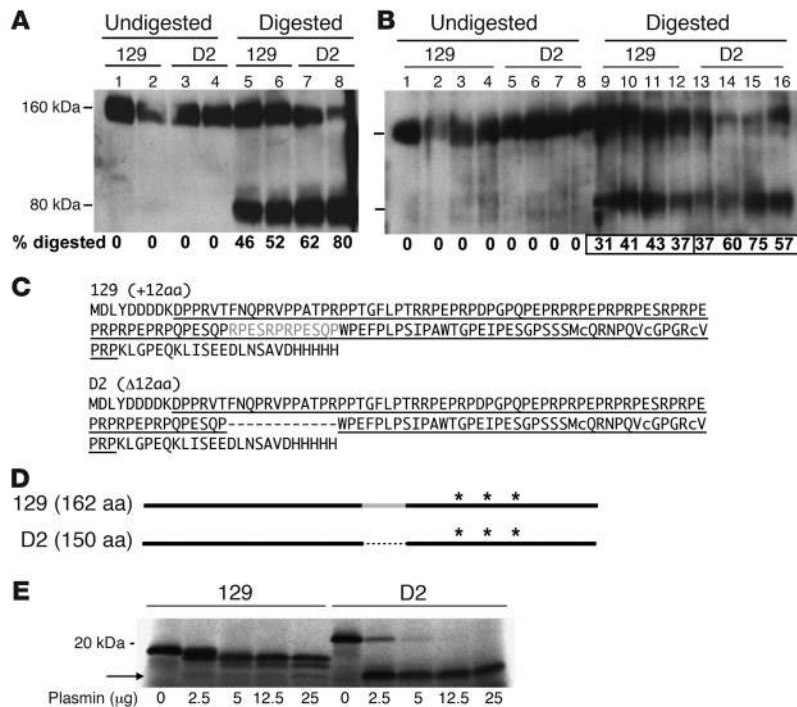 A
B
Undigested Digested
129 D2 129 D2
1 2 3 4 5 6 7 8
160 kDa
80 kDa
% digested 0 0 0 0 46 52 62 80
Undigested Digested
129 D2 129 D2
1 2 3 4 5 6 7 8 9 10 11 12 13 14 15 16
0 0 0 0 0 0 0 0 31 41 43 37 37 60 75 57
C
129 (+12aa)
MDLYDDDDKDPPRVTFNQPRVPPATPRPPTGFLPTRRPEPRPDPGPQPEPRPRPEPRPRPESRPRPE
PRPRPEPRPQPESQPRPESRPRPESQPWPEFPLPSIPAWTGPEIPESGPSSSMcQRNPQVcGPGRcV
PRPKLGPEQKLISEEDLNSAVDHHHHH
D2 (Δ12aa)
MDLYDDDDKDPPRVTFNQPRVPPATPRPPTGFLPTRRPEPRPDPGPQPEPRPRPEPRPRPESRPRPE
PRPRPEPRPQPESQP------------WPEFPLPSIPAWTGPEIPESGPSSSMcQRNPQVcGPGRcV
PRPKLGPEQKLISEEDLNSAVDHHHHH
D
129 (162 aa) * * *
D2 (150 aa) * * *
E
129 D2
20 kDa -
Plasmin (µg) 0 2.5 5 12.5 25 0 2.5 5 12.5 25